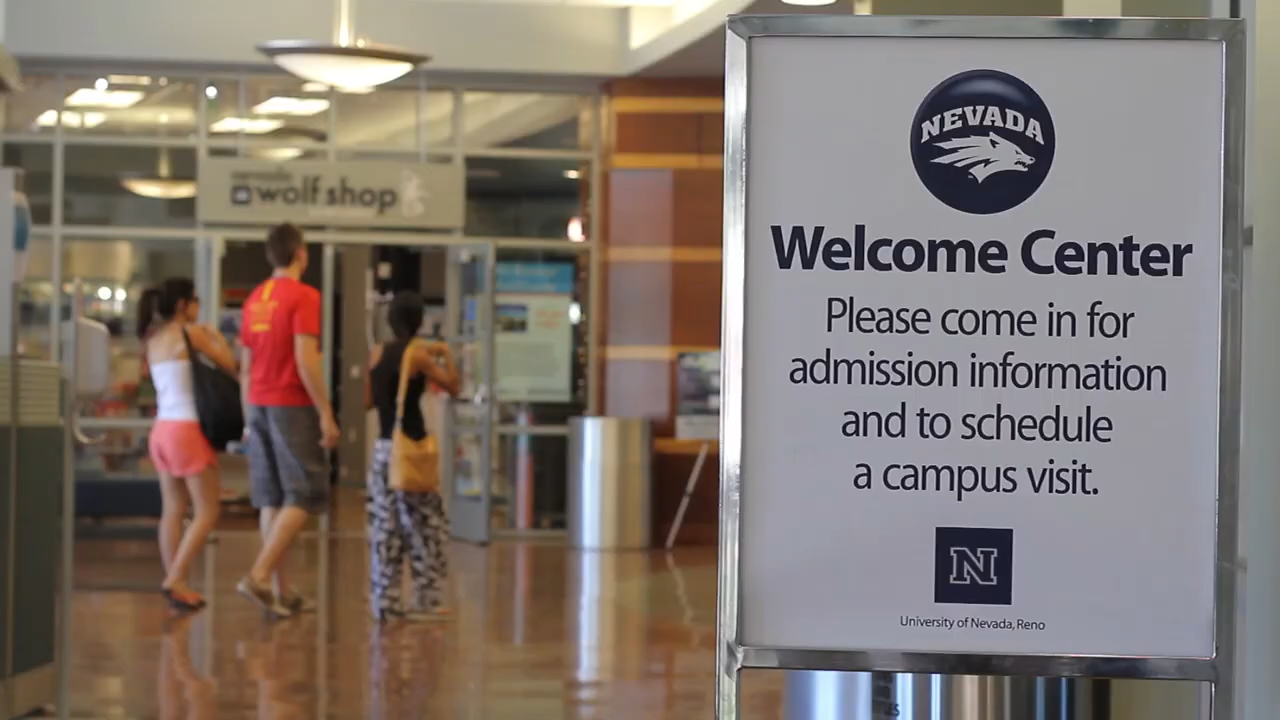 wolf shop
NEVADA
Welcome Center
Please come in for
admission information
and to schedule
a campus visit.
N
University of Nevada, Reno